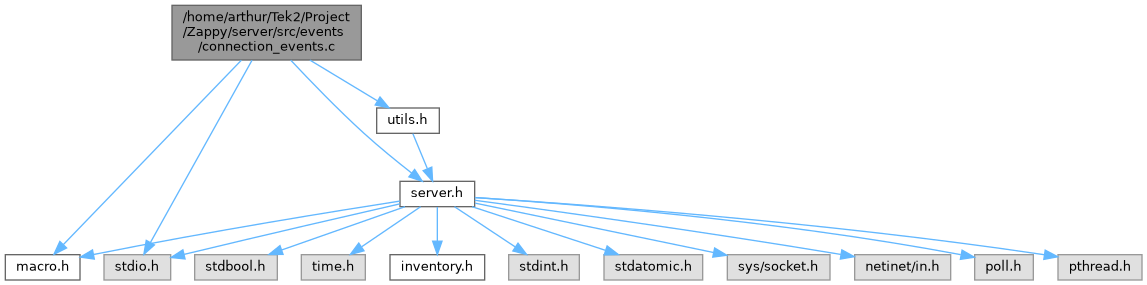 /home/arthur/Tek2/Project
/Zappy/server/src/events
/connection_events.c
utils.h
server.h
macro.h
stdio.h
stdbool.h
time.h
inventory.h
stdint.h
stdatomic.h
sys/socket.h
netinet/in.h
poll.h
pthread.h